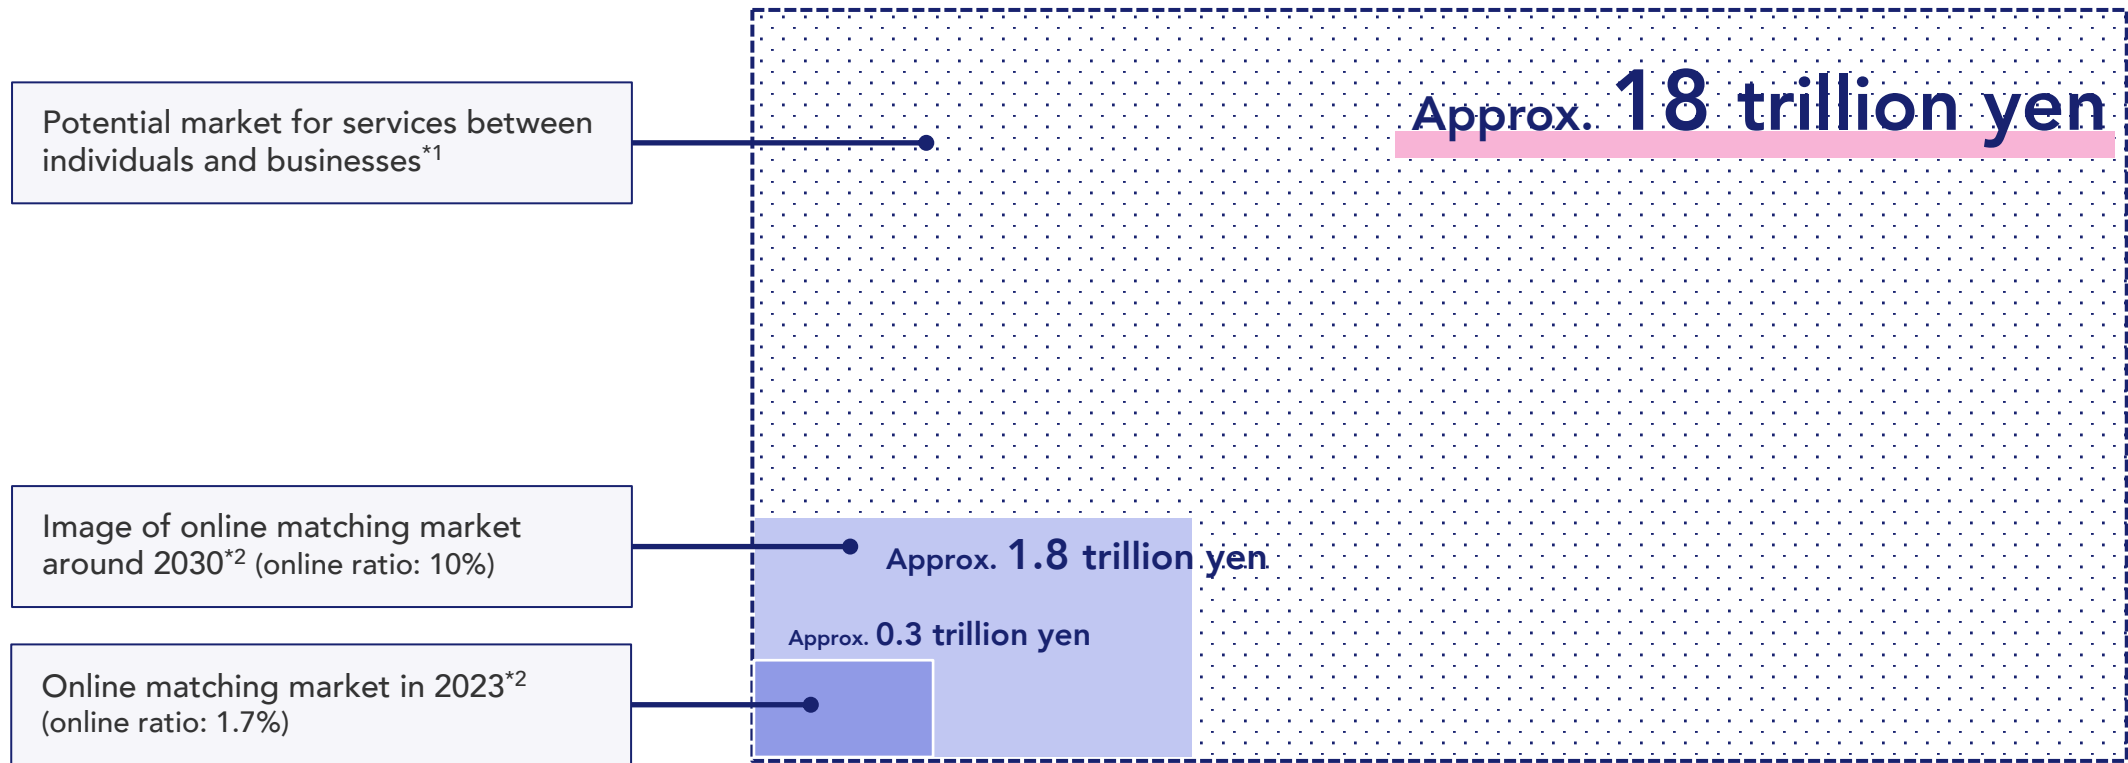 Potential market for services between
individuals and businesses*1
Approx. 18 trillion yen
Image of online matching market
around 2030*2 (online ratio: 10%)
Approx. 1.8 trillion yen
Approx. 0.3 trillion yen
Online matching market in 2023*2
(online ratio: 1.7%)